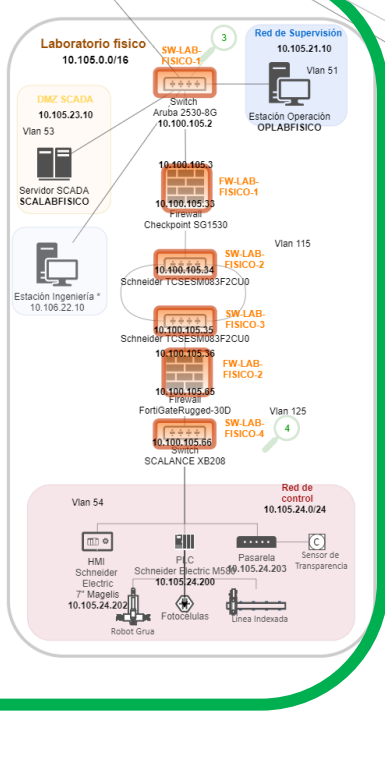 Laboratorio fisico
10.105.0.0/16
SW-LAB-
FISICO-1
3
Red de Supervisión
10.105.21.10
Vlan 51
Estación Operación
OPLABFISICO
Switch
Aruba 2530-8G
10.100.105.2
DMZ SCADA
10.105.23.10
Vlan 53
Servidor SCADA
SCALABFISICO
10.100.105.3
FW-LAB-
FISICO-1
10.100.105.33
Firewall
Checkpoint SG1530
Estación Ingeniería *
10.106.22.10
Vlan 115
SW-LAB-
FISICO-2
10.100.105.34
Schneider TCSESM083F2CU0
SW-LAB-
FISICO-3
10.100.105.35
Schneider TCSESM083F2CU0
10.100.105.36
FW-LAB-
FISICO-2
10.100.105.65
Firewall
FortiGateRugged-30D
Vlan 125
SW-LAB-
FISICO-4
4
10.100.105.66
Switch
SCALANCE XB208
Red de
control
10.105.24.0/24
Vlan 54
HMI
Schneider
Electric
7" Magelis
10.105.24.202
PLC
Schneider Electric M580
10.105.24.200
Pasarela
10.105.24.203
C
Sensor de
Transparencia
Robot Grua
Fotocélulas
Linea Indexada